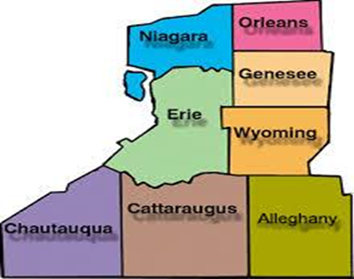 Orleans
Niagara
Genesee
Erie
Wyoming
Cattaraugus
Alleghany
Chautauqua